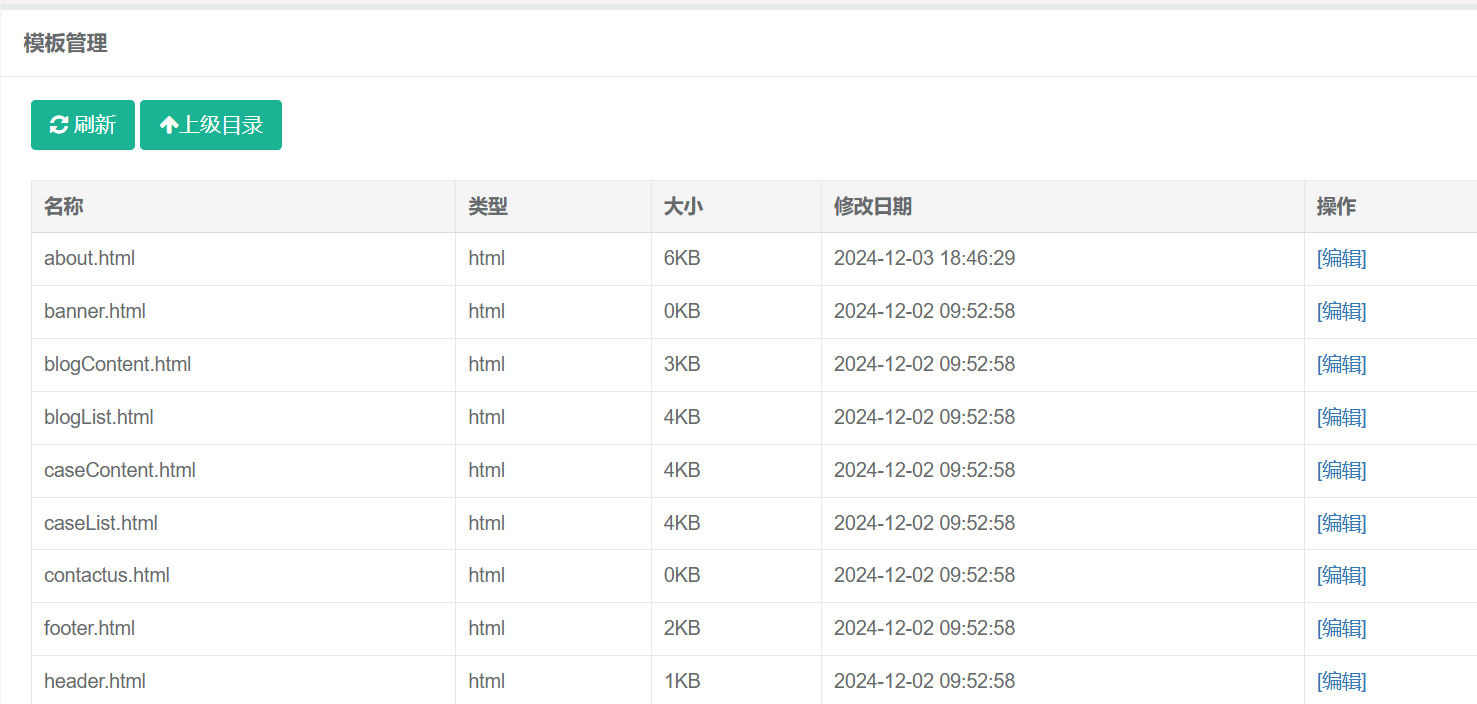 模板管理
刷新 上级目录
名称 类型 大小 修改日期 操作
about.html html 6KB 2024-12-03 18:46:29 [编辑]
banner.html html 0KB 2024-12-02 09:52:58 [编辑]
blogContent.html html 3KB 2024-12-02 09:52:58 [编辑]
blogList.html html 4KB 2024-12-02 09:52:58 [编辑]
caseContent.html html 4KB 2024-12-02 09:52:58 [编辑]
caseList.html html 4KB 2024-12-02 09:52:58 [编辑]
contactus.html html 0KB 2024-12-02 09:52:58 [编辑]
footer.html html 2KB 2024-12-02 09:52:58 [编辑]
header.html html 1KB 2024-12-02 09:52:58 [编辑]